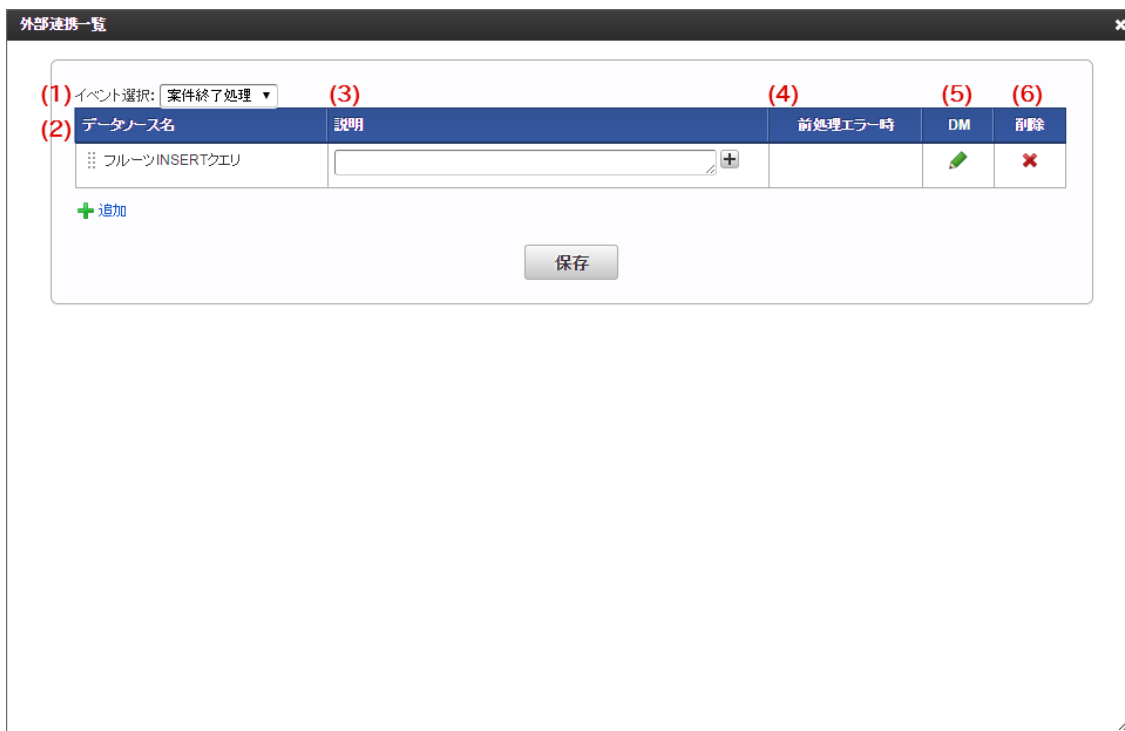 外部連携一覧
(1) イベント選択: 案件終了処理 (3) (4) (5) (6)
(2) データソース名 説明 前処理エラー時 DM 削除
フルーツINSERTクエリ
追加
保存